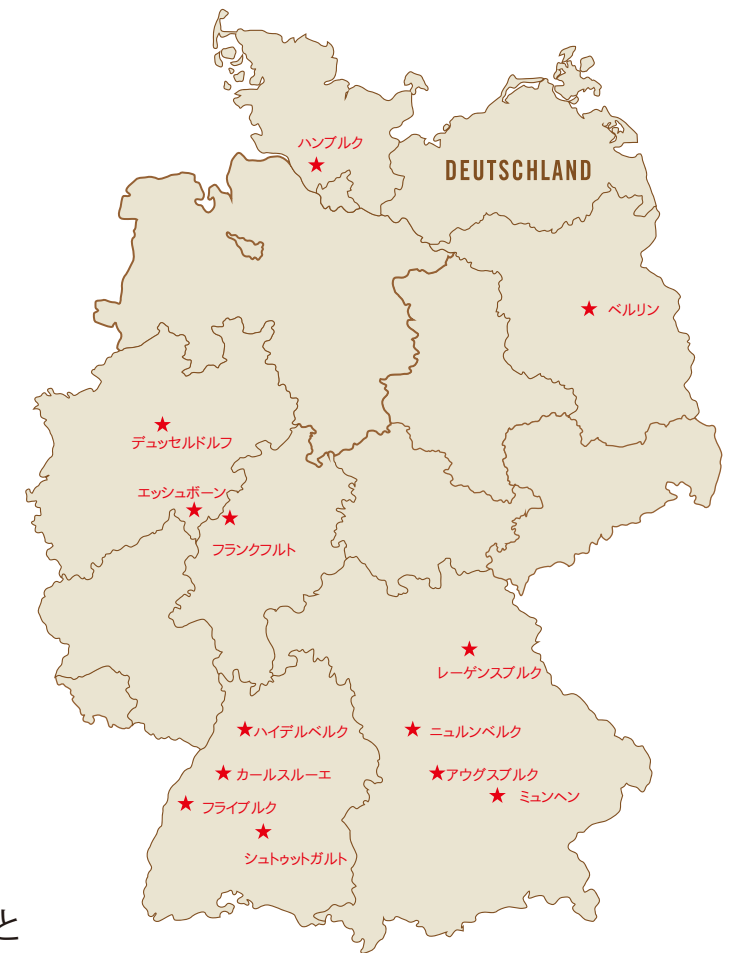 ハンブルク
DEUTSCHLAND
ベルリン
デュッセルドルフ
エッシュボーン
フランクフルト
レーゲンスブルク
ハイデルベルク
ニュルンベルク
カールスルーエ
アウグスブルク
ミュンヘン
フライブルク
シュトゥットガルト
と